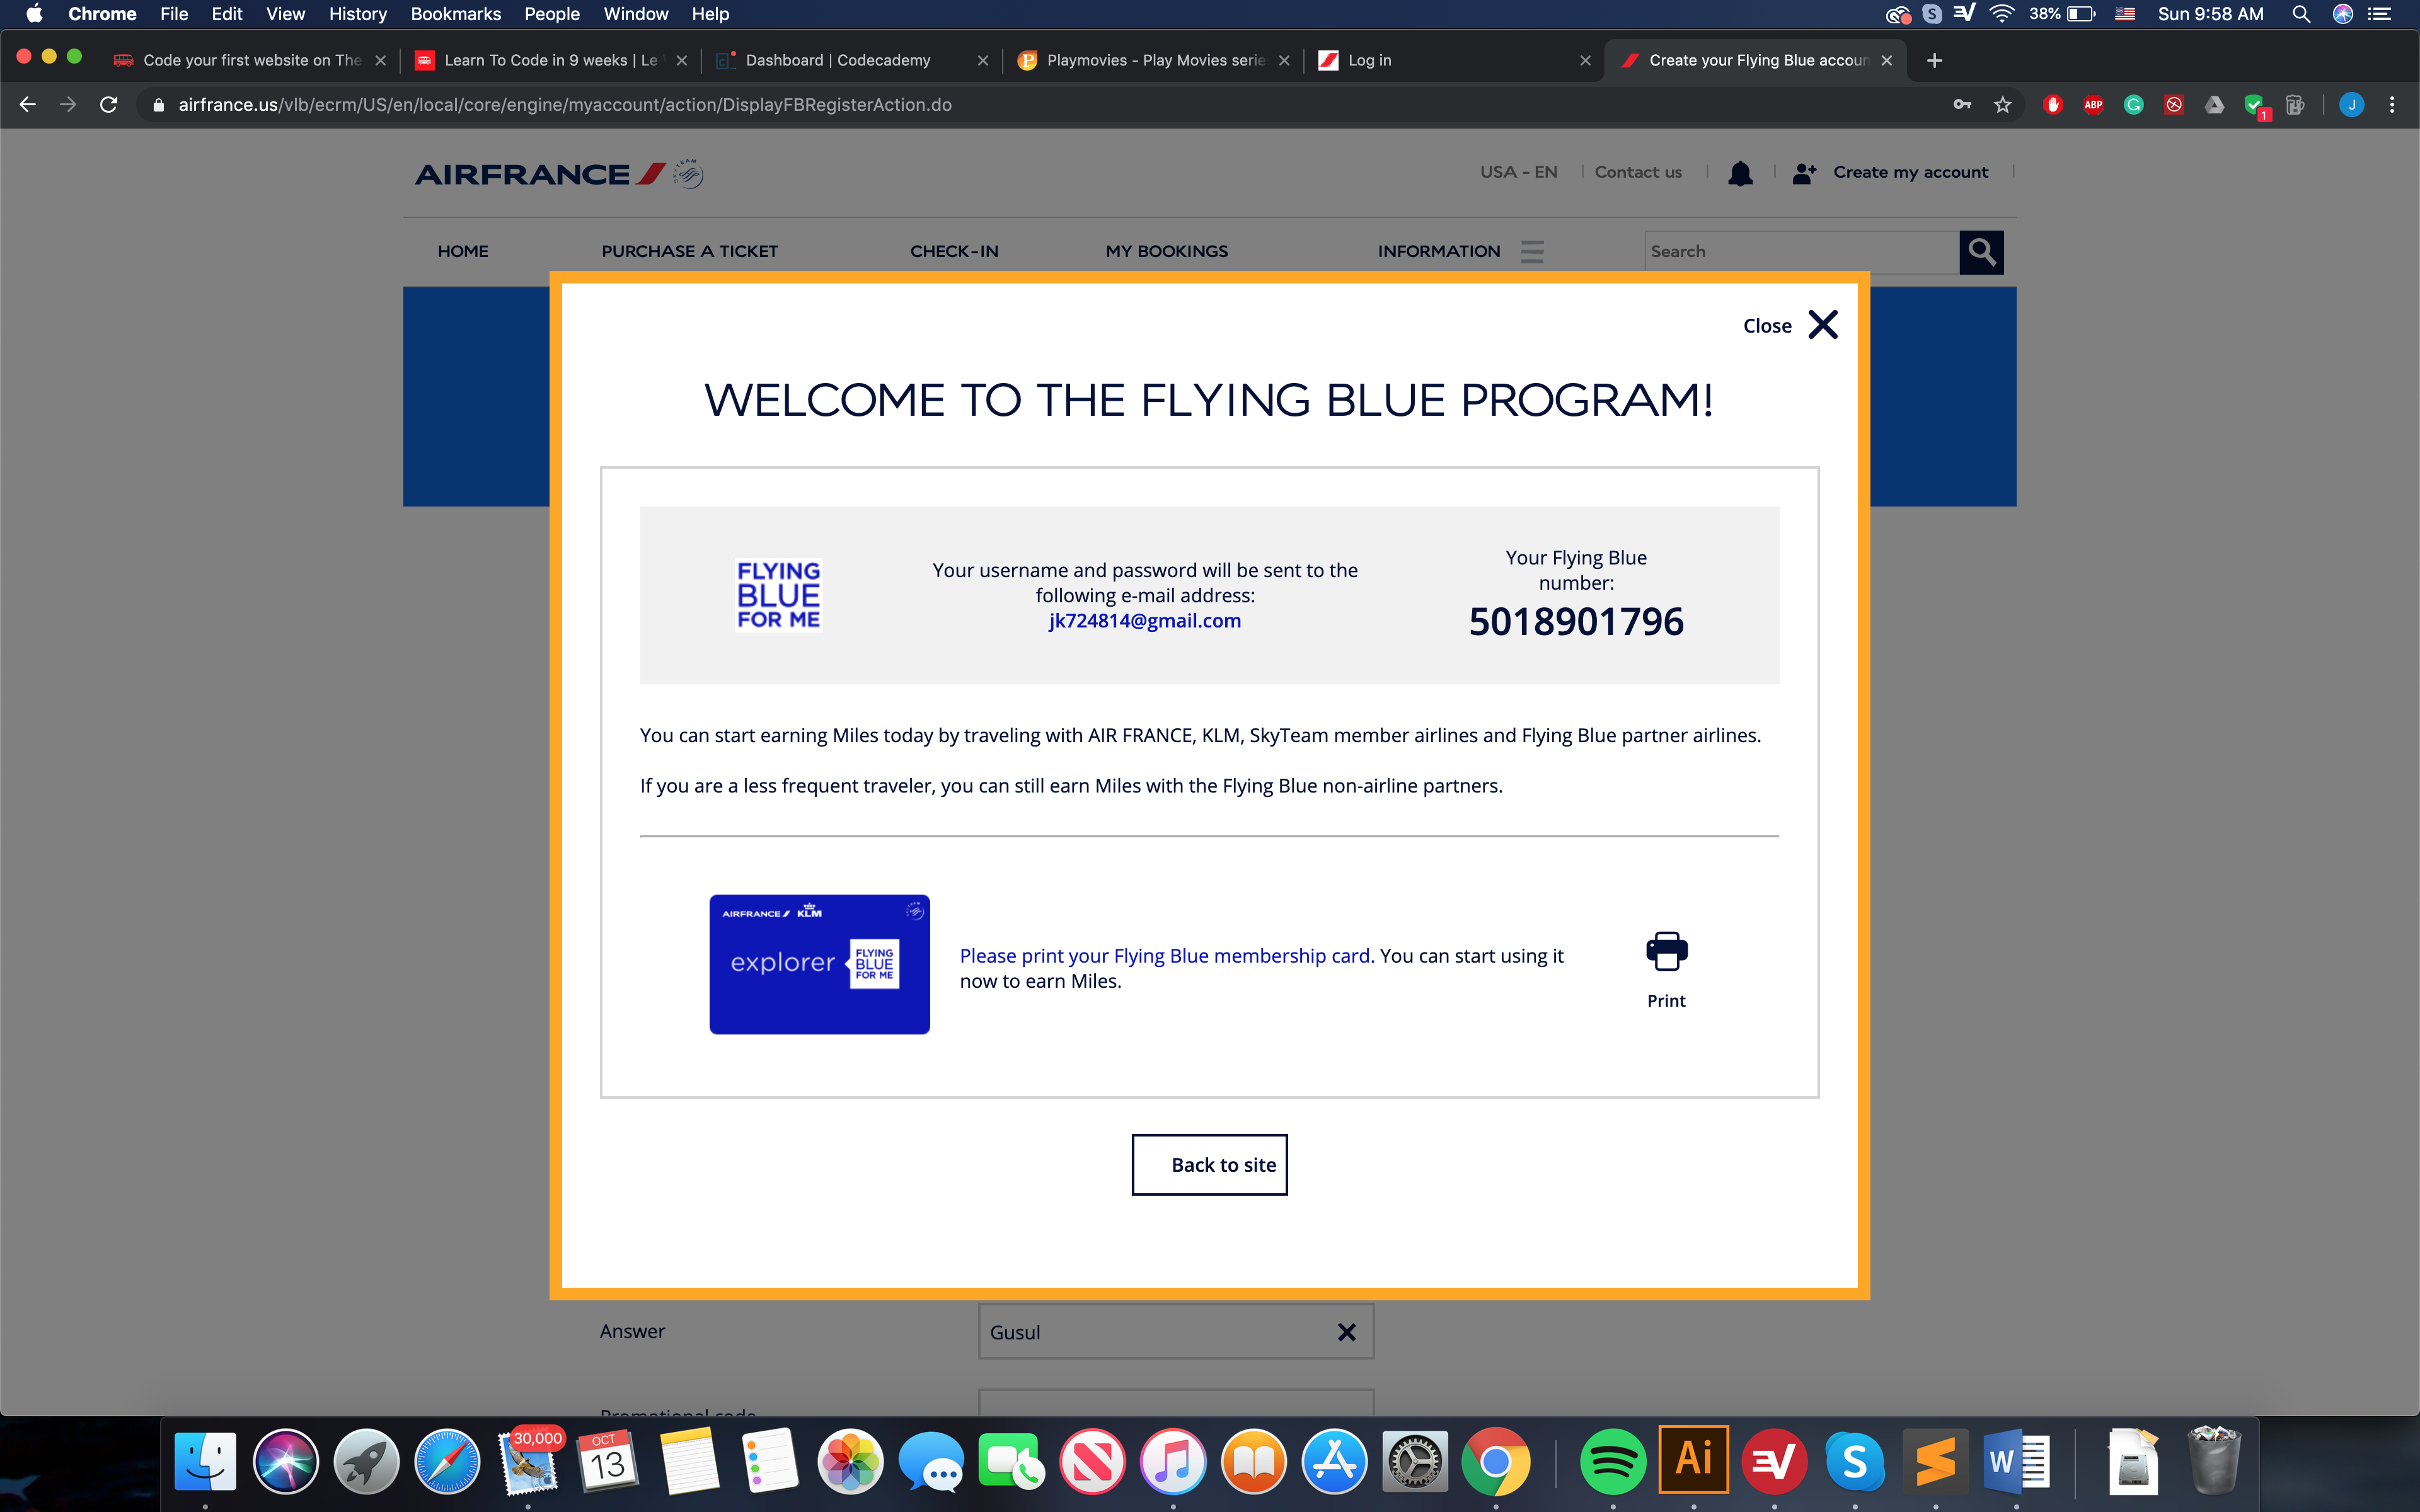 Chrome File Edit View History Bookmarks People Window Help 38% Sun 9:58 AM
Code your first website on The Learn To Code in 9 weeks | Le Dashboard | Codecademy Playmovies - Play Movies serie Log in Create your Flying Blue accoun
airfrance.us/vlb/ecrm/US/en/local/core/engine/myaccount/action/DisplayFBRegisterAction.do ABP 1 J
AIRFRANCE USA - EN Contact us Create my account
HOME PURCHASE A TICKET CHECK-IN MY BOOKINGS INFORMATION Search
Close
WELCOME TO THE FLYING BLUE PROGRAM!
FLYING
BLUE
FOR ME
Your username and password will be sent to the
following e-mail address:
jk724814@gmail.com
Your Flying Blue
number:
5018901796
You can start earning Miles today by traveling with AIR FRANCE, KLM, SkyTeam member airlines and Flying Blue partner airlines.
If you are a less frequent traveler, you can still earn Miles with the Flying Blue non-airline partners.
AIRFRANCE KLM
explorer
FLYING
BLUE
FOR ME
Please print your Flying Blue membership card. You can start using it
now to earn Miles.
Print
Back to site
Answer Gusul
Promotional code
30,000 OCT
13
Ai S W